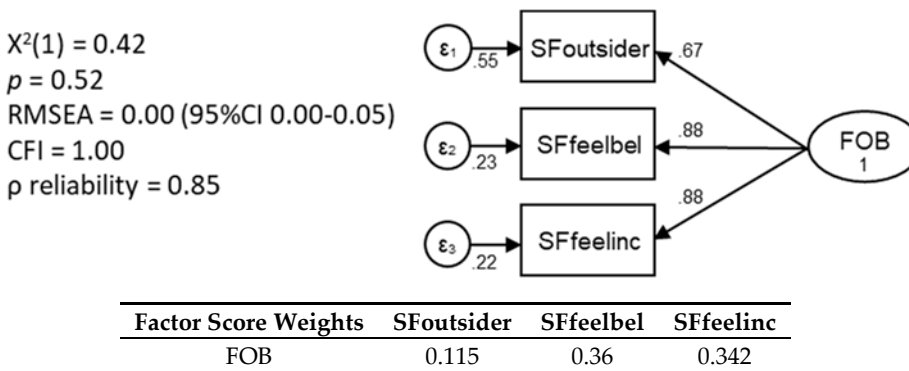 X²(1) = 0.42
p = 0.52
RMSEA = 0.00 (95%CI 0.00-0.05)
CFI = 1.00
ρ reliability = 0.85
ε₁ .55 SFoutsider .67
ε₂ .23 SFfeelbel .88
ε₃ .22 SFfeelinc .88
FOB
1
Factor Score Weights SFoutsider SFfeelbel SFfeelinc
FOB 0.115 0.36 0.342